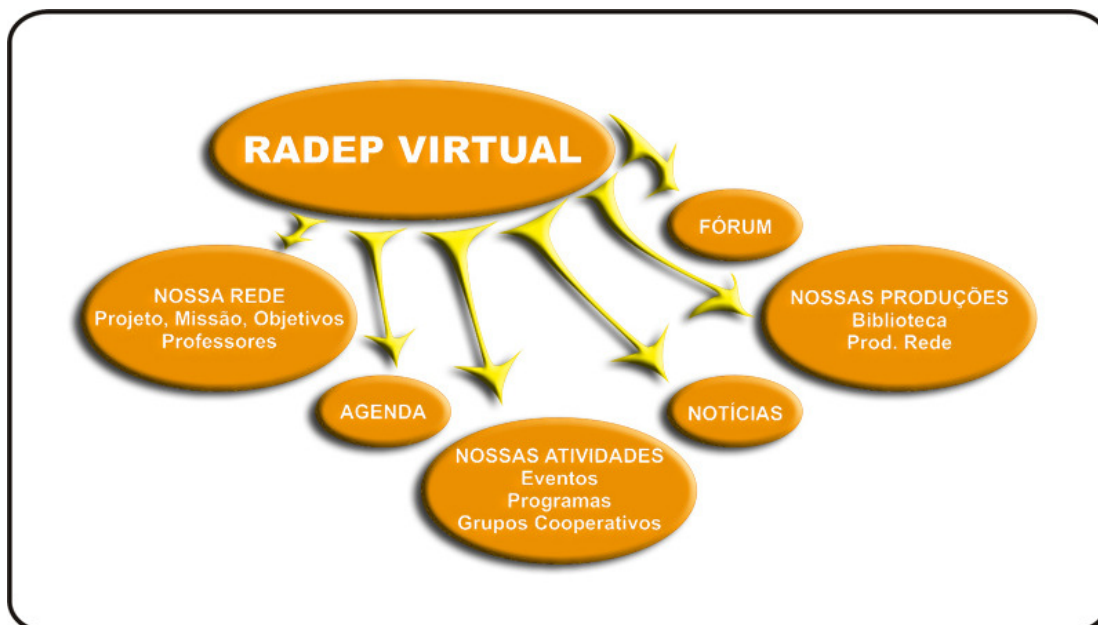 RADEP VIRTUAL
FÓRUM
NOSSA REDE
Projeto, Missão, Objetivos
Professores
NOSSAS PRODUÇÕES
Biblioteca
Prod. Rede
AGENDA
NOTÍCIAS
NOSSAS ATIVIDADES
Eventos
Programas
Grupos Cooperativos